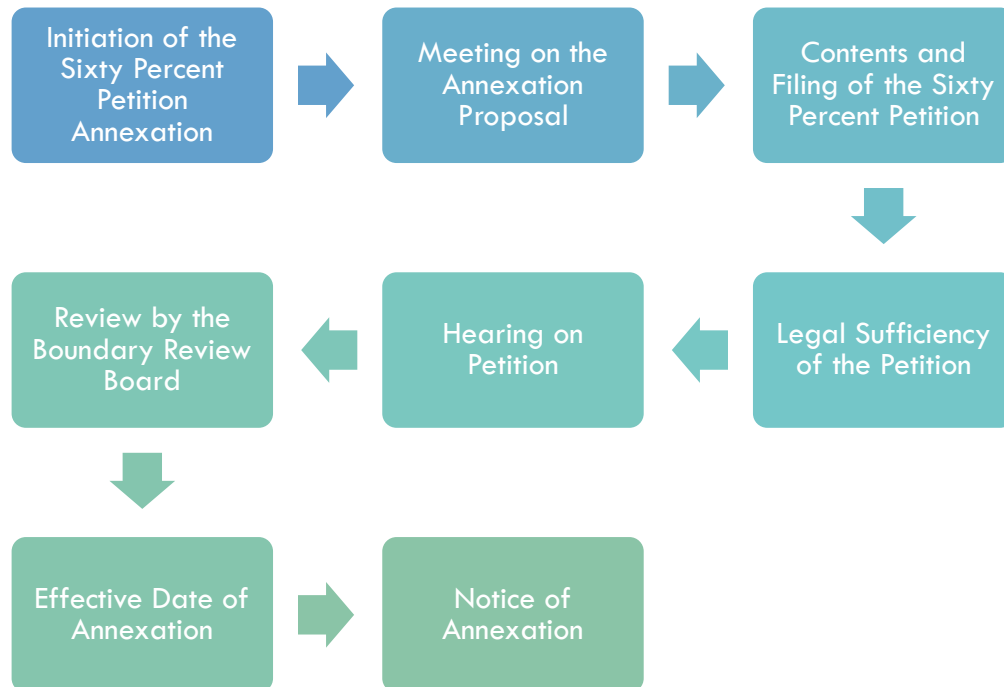 Initiation of the
Sixty Percent
Petition
Annexation
Meeting on the
Annexation
Proposal
Contents and
Filing of the Sixty
Percent Petition
Legal Sufficiency
of the Petition
Hearing on
Petition
Review by the
Boundary Review
Board
Effective Date of
Annexation
Notice of
Annexation